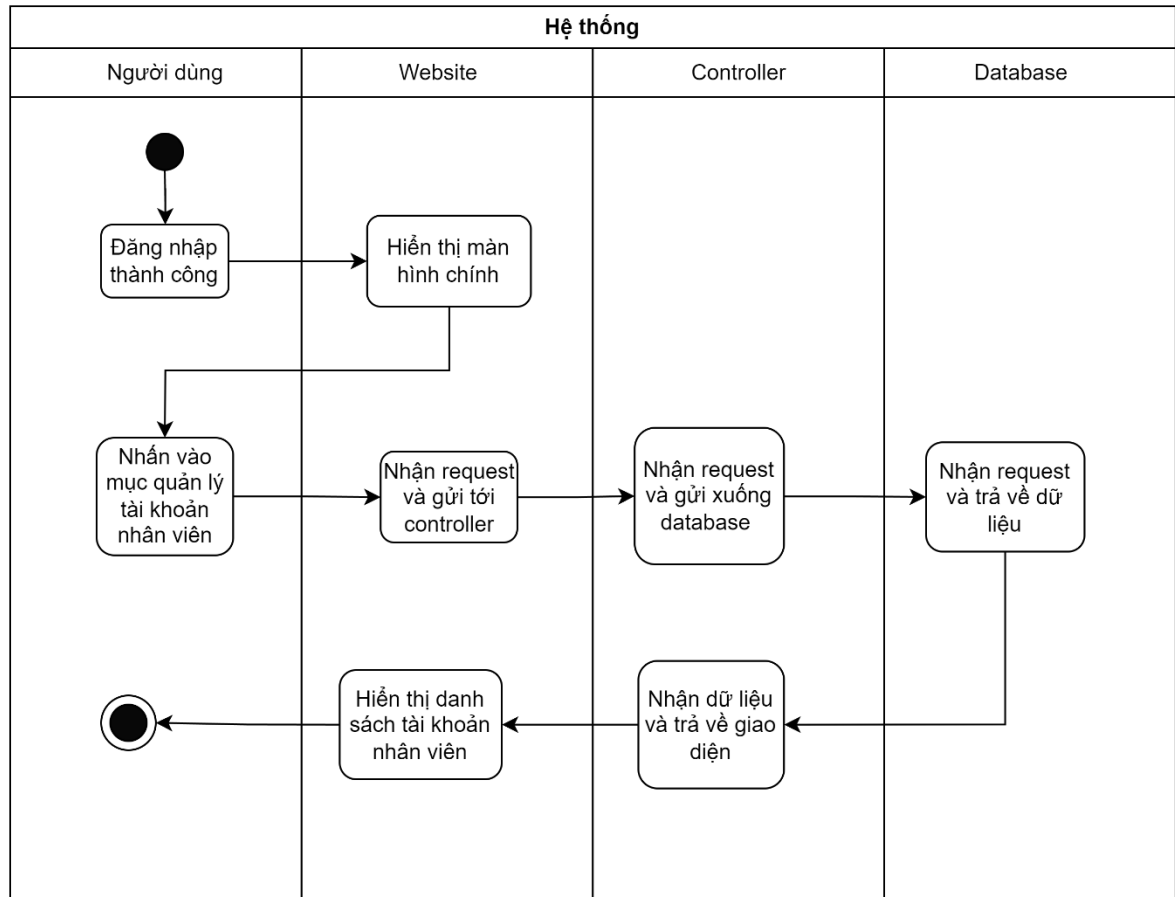 Hệ thống
Người dùng
Website
Controller
Database
Đăng nhập
thành công
Hiển thị màn
hình chính
Nhấn vào
mục quản lý
tài khoản
nhân viên
Nhận request
và gửi tới
controller
Nhận request
và gửi xuống
database
Nhận request
và trả về dữ
liệu
Hiển thị danh
sách tài khoản
nhân viên
Nhận dữ liệu
và trả về giao
diện